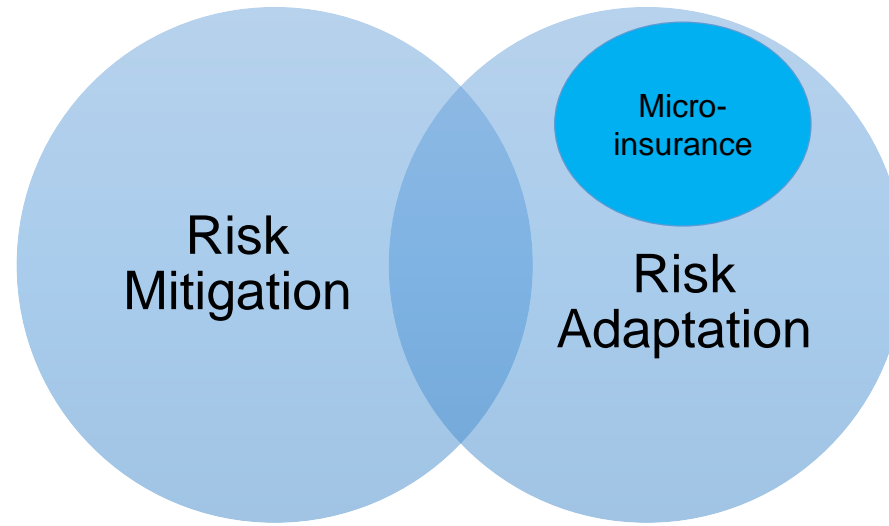 Micro-
insurance
Risk
Mitigation
Risk
Adaptation